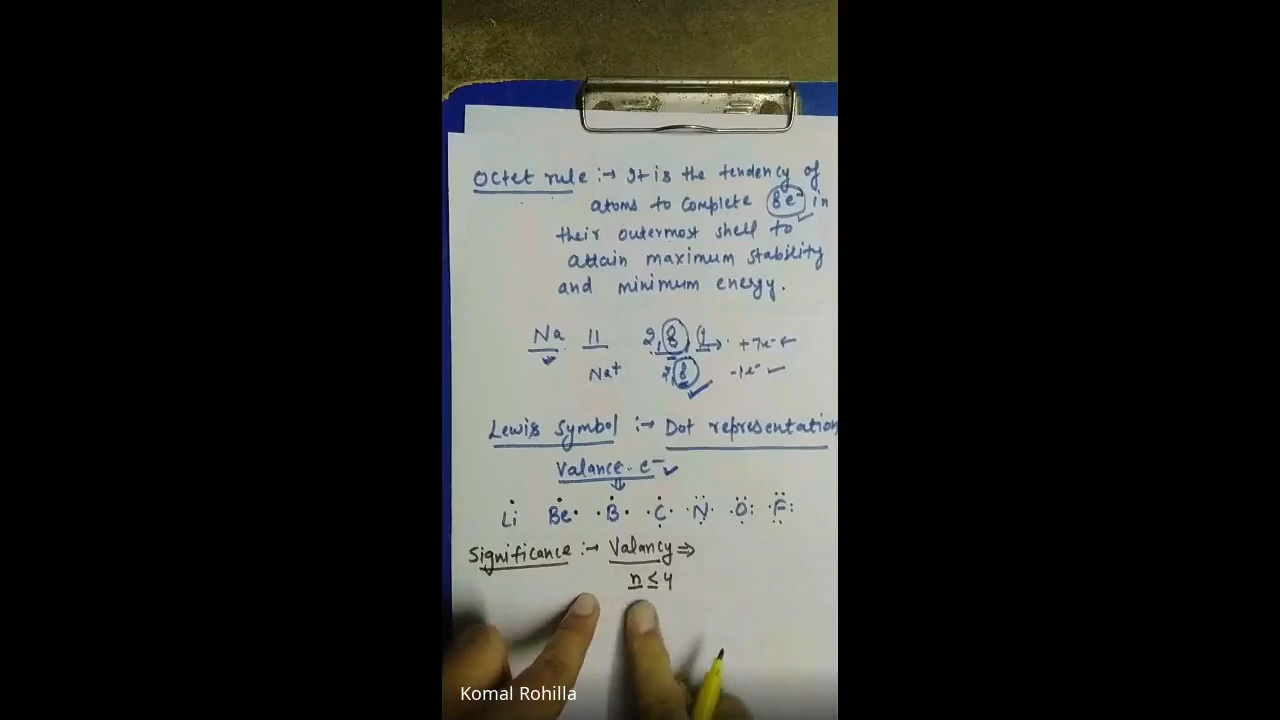 Octet rule :→ It is the tendency of
atoms to complete 8e⁻ in
their outermost shell to
attain maximum stability
and minimum energy.
Na 11 2,8,1 → +7e⁻ ←
Na⁺ 2,8 -1e⁻ ✓
Lewis Symbol :→ Dot representation
Valance e⁻ ✓
⇓
Li Be B C N O F
Significance :→ Valancy ⇒
n ≤ 4
Komal Rohilla